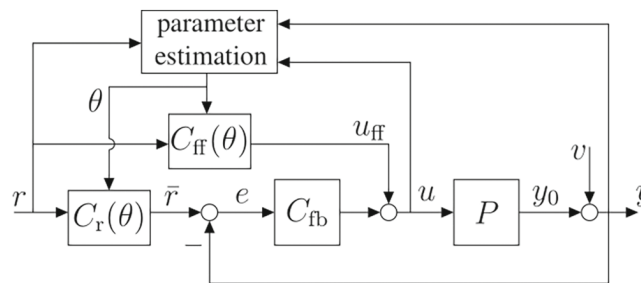 parameter
estimation
θ
C_ff(θ)
u_ff
r
C_r(θ)
r̄
e
C_fb
u
P
y_0
v
y
−